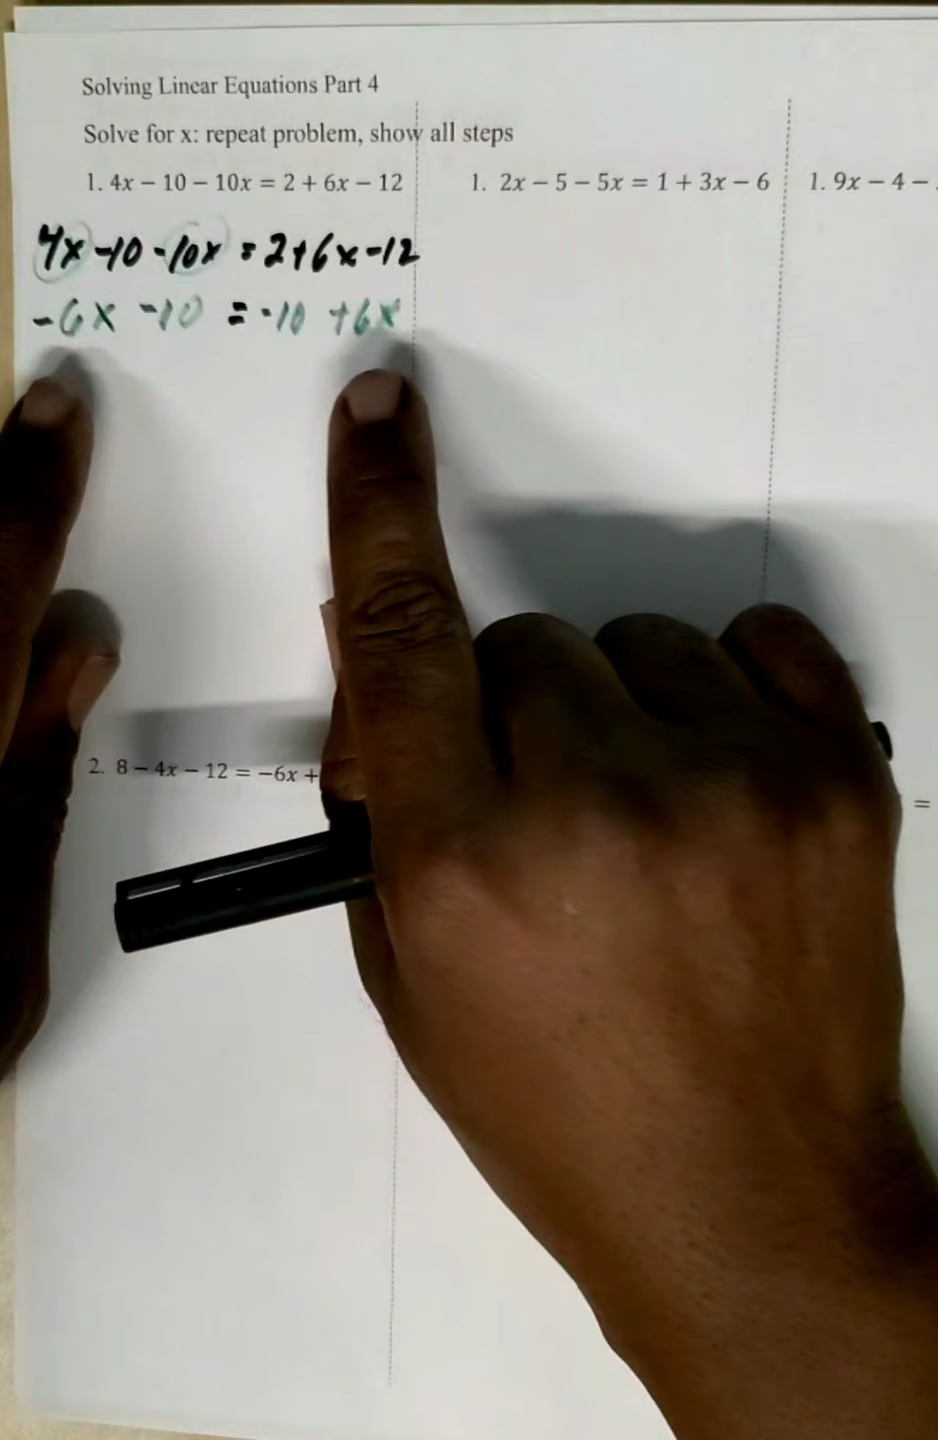 Solving Linear Equations Part 4
Solve for x: repeat problem, show all steps
1. 4x – 10 – 10x = 2 + 6x – 12
1. 2x – 5 – 5x = 1 + 3x – 6
1. 9x – 4 –
4x -10 -10x = 2+6x-12
-6x -10 = -10 +6x
2. 8 – 4x – 12 = −6x +
=